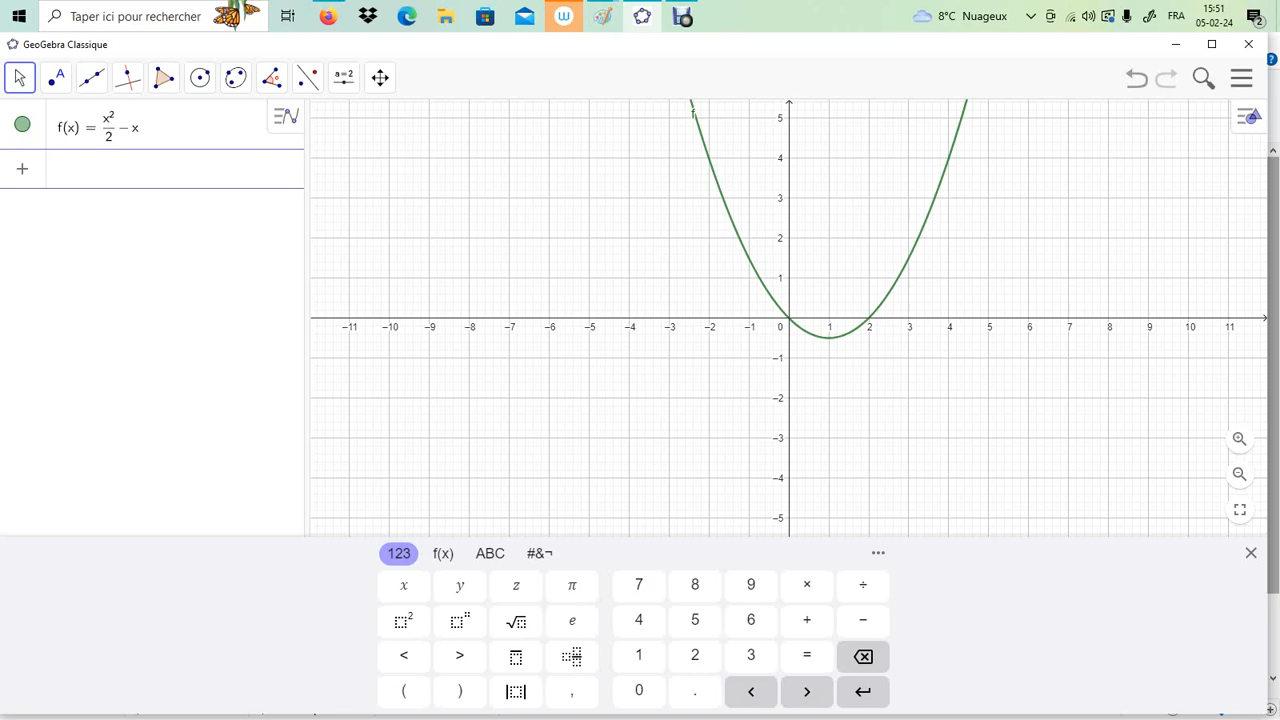 Taper ici pour rechercher
8°C Nuageux
FRA
15:51
05-02-24
2
GeoGebra Classique
A
a=2
f(x) = x²/2 − x
f
5
4
3
2
1
−11 −10 −9 −8 −7 −6 −5 −4 −3 −2 −1 0 1 2 3 4 5 6 7 8 9 10 11
−1
−2
−3
−4
−5
123 f(x) ABC #&¬ ...
x y z π 7 8 9 × ÷
2 √ e 4 5 6 + −
< > 1 2 3 =
( ) , 0 . < >